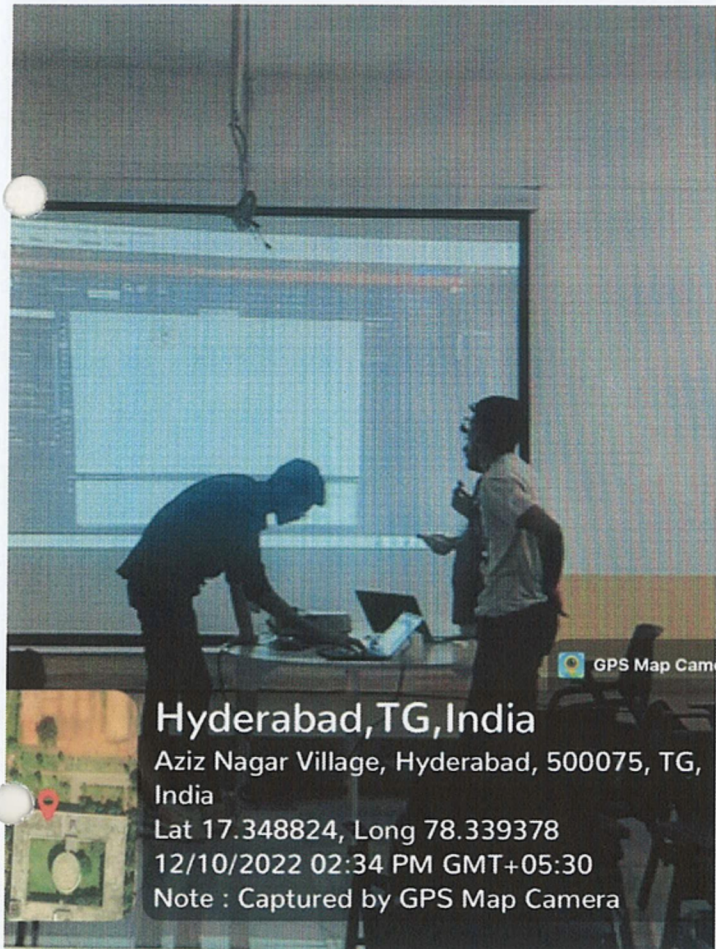 GPS Map Came
Hyderabad,TG,India
Aziz Nagar Village, Hyderabad, 500075, TG,
India
Lat 17.348824, Long 78.339378
12/10/2022 02:34 PM GMT+05:30
Note : Captured by GPS Map Camera